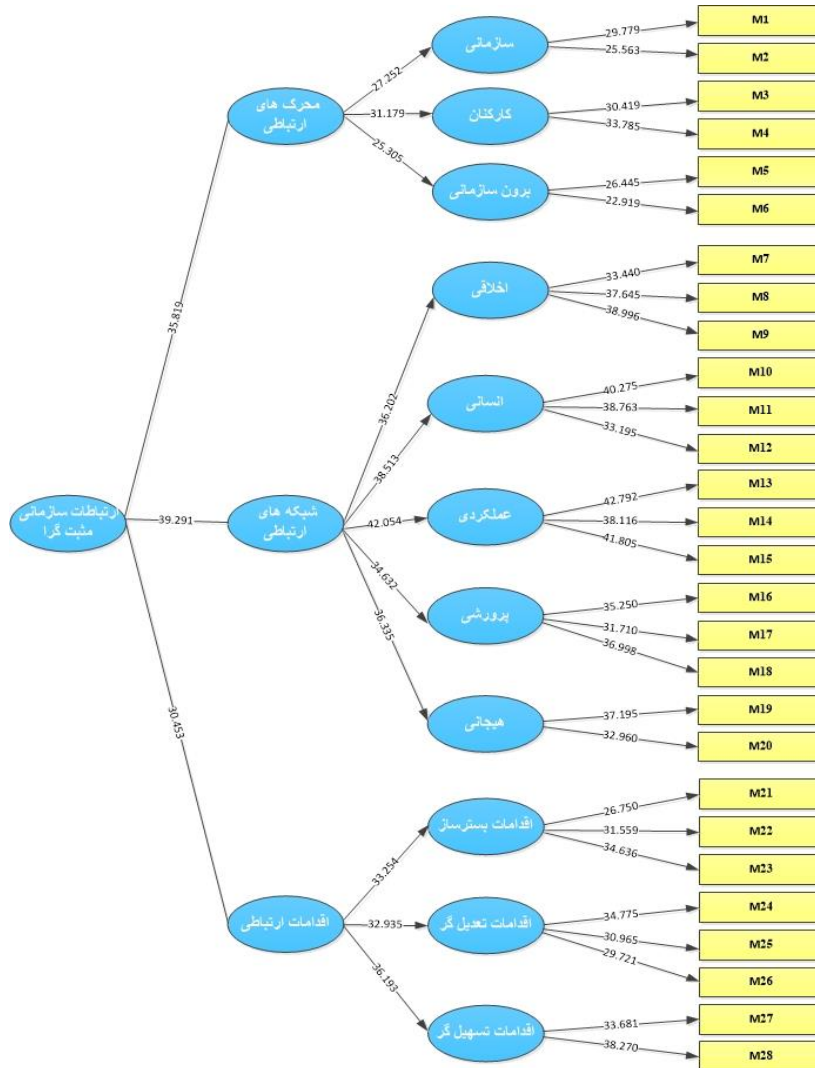 ارتباطات سازمانی
مثبت گرا
35.819
39.291
30.453
محرک های
ارتباطی
27.252
31.179
25.305
سازمانی
29.779
25.563
M1
M2
کارکنان
30.419
33.785
M3
M4
برون سازمانی
26.445
22.919
M5
M6
شبکه های
ارتباطی
36.202
38.513
42.054
34.632
36.335
اخلاقی
33.440
37.645
38.996
M7
M8
M9
انسانی
40.275
38.763
33.195
M10
M11
M12
عملکردی
42.792
38.116
41.805
M13
M14
M15
پرورشی
35.250
31.710
36.998
M16
M17
M18
هیجانی
37.195
32.960
M19
M20
اقدامات ارتباطی
33.254
32.935
36.193
اقدامات بسترساز
26.750
31.559
34.636
M21
M22
M23
اقدامات تعدیل گر
34.775
30.965
29.721
M24
M25
M26
اقدامات تسهیل گر
33.681
38.270
M27
M28